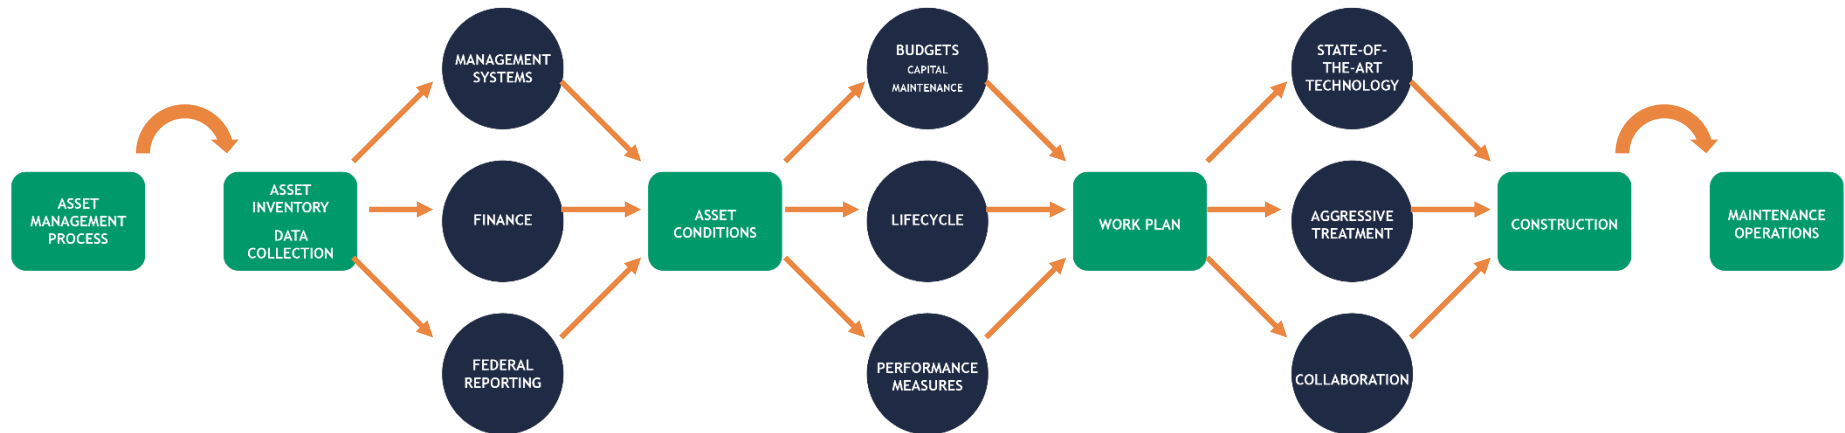 ASSET
MANAGEMENT
PROCESS
ASSET
INVENTORY
DATA
COLLECTION
MANAGEMENT
SYSTEMS
FINANCE
FEDERAL
REPORTING
ASSET
CONDITIONS
BUDGETS
CAPITAL
MAINTENANCE
LIFECYCLE
PERFORMANCE
MEASURES
WORK PLAN
STATE-OF-
THE-ART
TECHNOLOGY
AGGRESSIVE
TREATMENT
COLLABORATION
CONSTRUCTION
MAINTENANCE
OPERATIONS